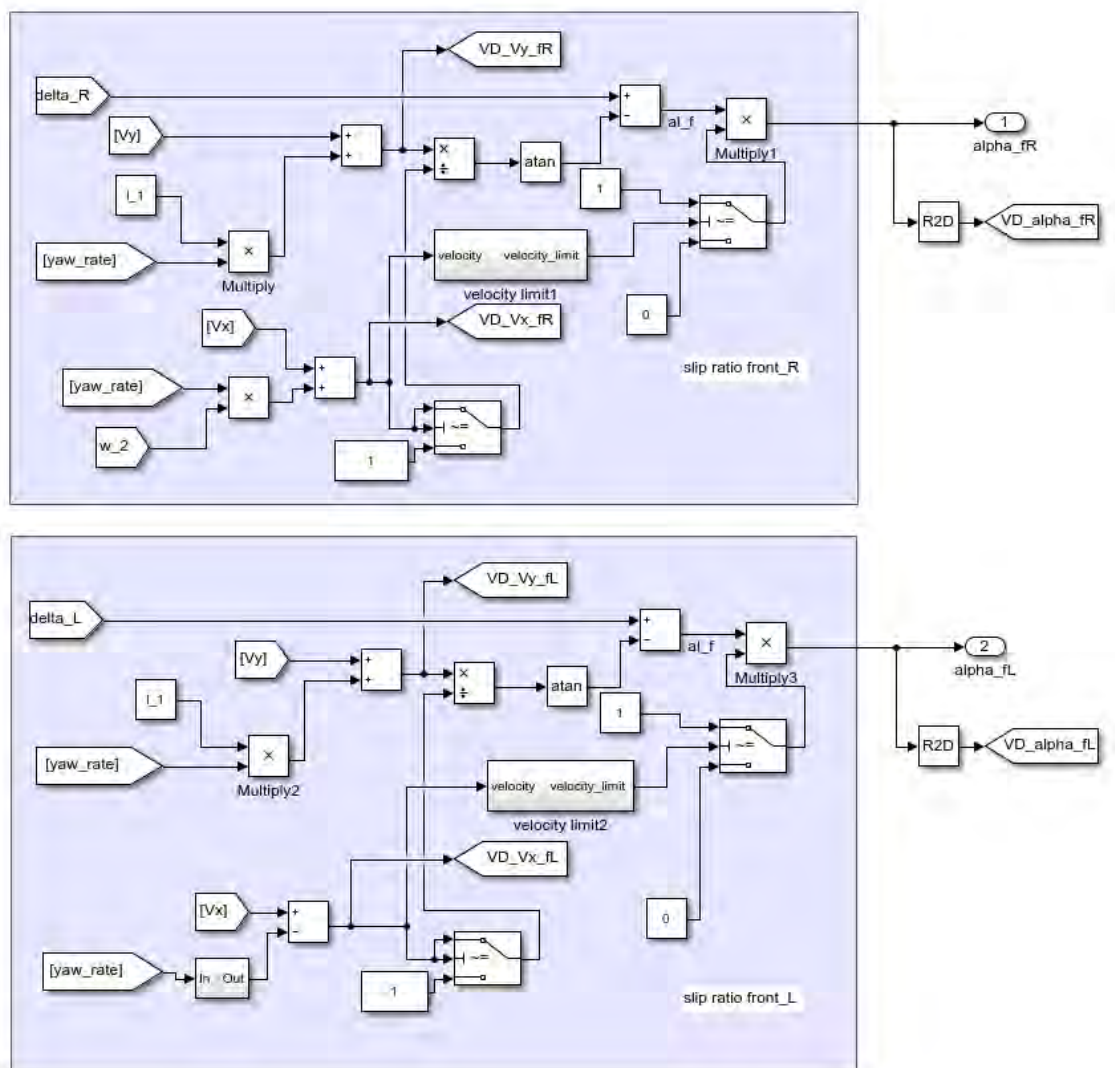 VD_Vy_fR
delta_R
+
−
al_f
×
Multiply1
1
alpha_fR
[Vy]
+
+
×
÷
atan
1
~=
R2D
VD_alpha_fR
l_1
[yaw_rate]
×
Multiply
velocity velocity_limit
velocity limit1
0
VD_Vx_fR
[Vx]
+
+
slip ratio front_R
[yaw_rate]
×
w_2
~=
1
VD_Vy_fL
delta_L
+
−
al_f
×
Multiply3
2
alpha_fL
[Vy]
+
+
×
÷
atan
1
~=
R2D
VD_alpha_fL
l_1
[yaw_rate]
×
Multiply2
velocity velocity_limit
velocity limit2
VD_Vx_fL
[Vx]
+
−
0
[yaw_rate]
In Out
~=
1
slip ratio front_L